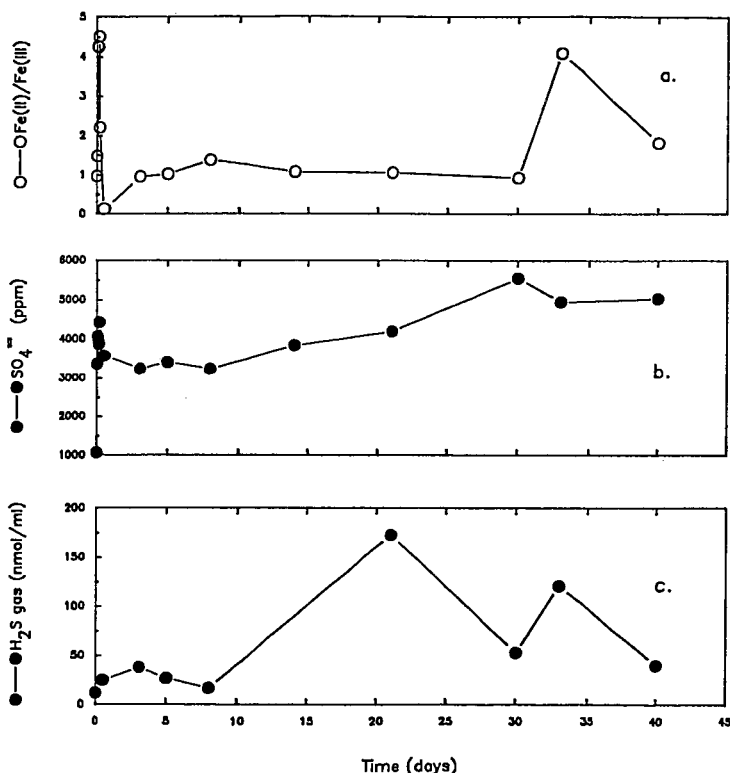 ○—○Fe(II)/Fe(III)
5
4
3
2
1
0
a.
●—●SO4= (ppm)
6000
5000
4000
3000
2000
1000
b.
●—●H2S gas (nmol/ml)
200
150
100
50
0
c.
0 5 10 15 20 25 30 35 40 45
Time (days)